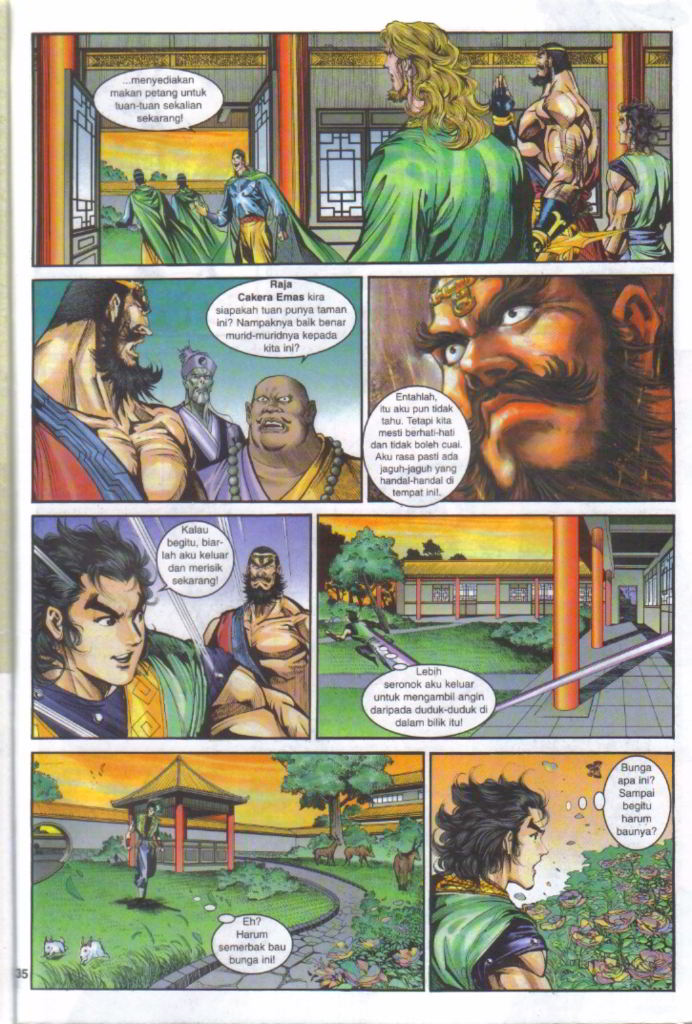 ...menyediakan
makan petang untuk
tuan-tuan sekalian
sekarang!
Raja
Cakera Emas kira
siapakah tuan punya taman
ini? Nampaknya baik benar
murid-muridnya kepada
kita ini?
Entahlah,
itu aku pun tidak
tahu. Tetapi kita
mesti berhati-hati
dan tidak boleh cuai.
Aku rasa pasti ada
jaguh-jaguh yang
handal-handal di
tempat ini!
Kalau
begitu, biar-
lah aku keluar
dan merisik
sekarang!
Lebih
seronok aku keluar
untuk mengambil angin
daripada duduk-duduk di
dalam bilik itu!
Eh?
Harum
semerbak bau
bunga ini!
Bunga
apa ini?
Sampai
begitu
harum
baunya?
35